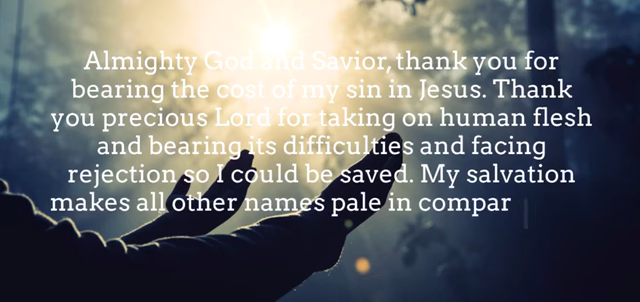 Almighty God and Savior, thank you for
bearing the cost of my sin in Jesus. Thank
you precious Lord for taking on human flesh
and bearing its difficulties and facing
rejection so I could be saved. My salvation
makes all other names pale in compar